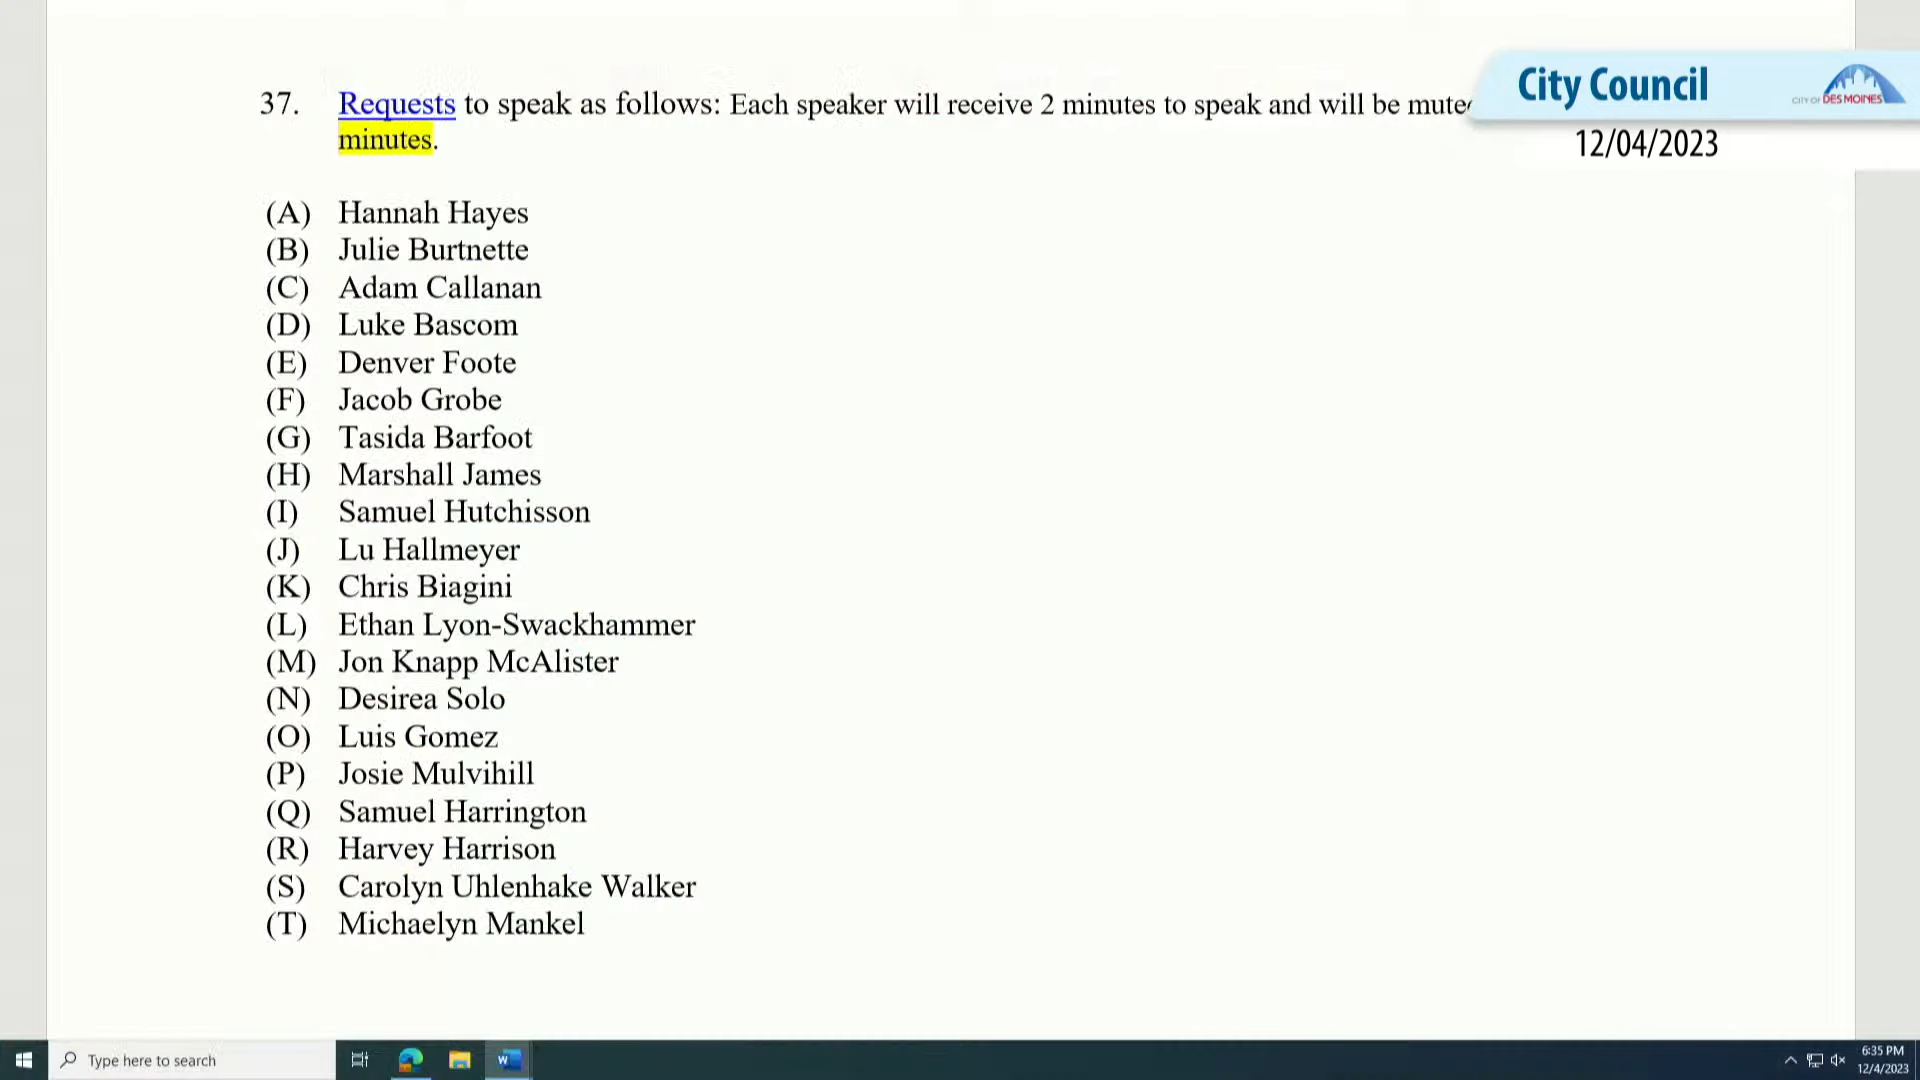 37. Requests to speak as follows: Each speaker will receive 2 minutes to speak and will be
minutes.
City Council
CITY OF DES MOINES
12/04/2023
(A) Hannah Hayes
(B) Julie Burtnette
(C) Adam Callanan
(D) Luke Bascom
(E) Denver Foote
(F) Jacob Grobe
(G) Tasida Barfoot
(H) Marshall James
(I) Samuel Hutchisson
(J) Lu Hallmeyer
(K) Chris Biagini
(L) Ethan Lyon-Swackhammer
(M) Jon Knapp McAlister
(N) Desirea Solo
(O) Luis Gomez
(P) Josie Mulvihill
(Q) Samuel Harrington
(R) Harvey Harrison
(S) Carolyn Uhlenhake Walker
(T) Michaelyn Mankel
Type here to search
6:35 PM
12/4/2023